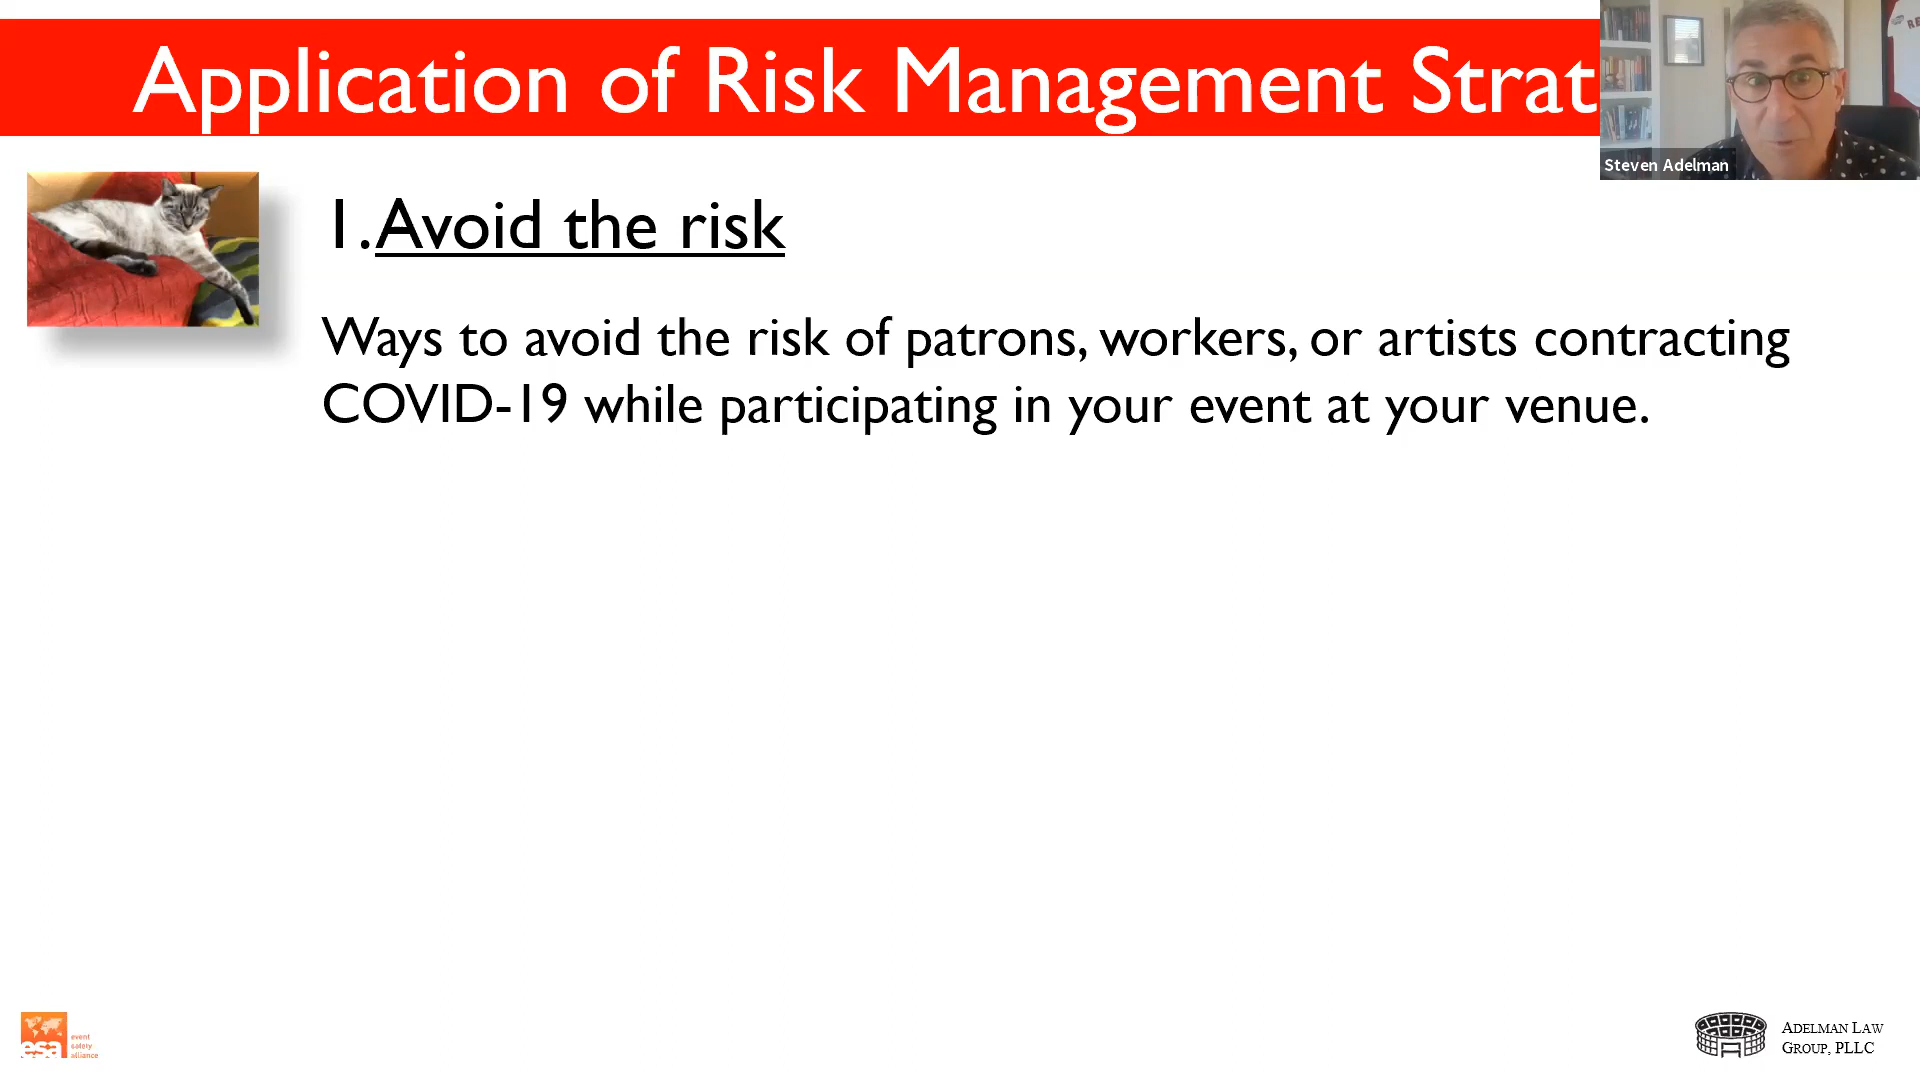 Application of Risk Management Strat
Steven Adelman
1. Avoid the risk
Ways to avoid the risk of patrons, workers, or artists contracting
COVID-19 while participating in your event at your venue.
esa
event
safety
alliance
ADELMAN LAW
GROUP, PLLC